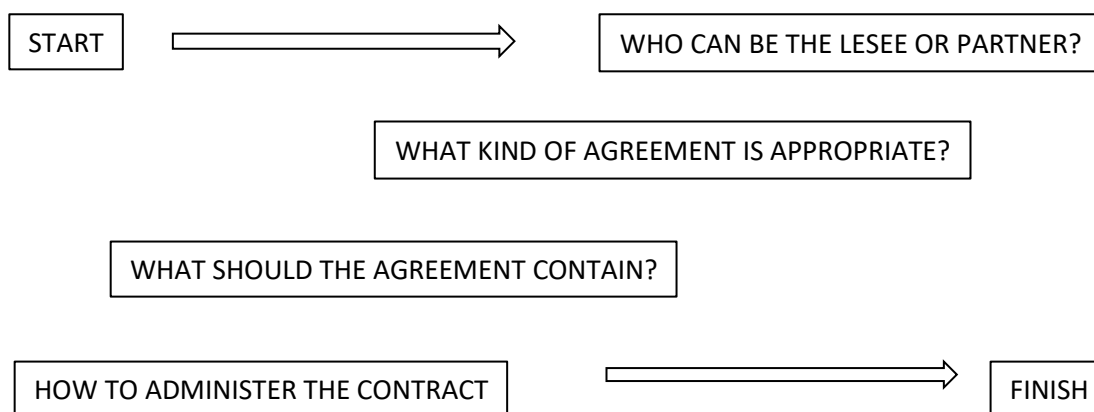 START
WHO CAN BE THE LESEE OR PARTNER?
WHAT KIND OF AGREEMENT IS APPROPRIATE?
WHAT SHOULD THE AGREEMENT CONTAIN?
HOW TO ADMINISTER THE CONTRACT
FINISH